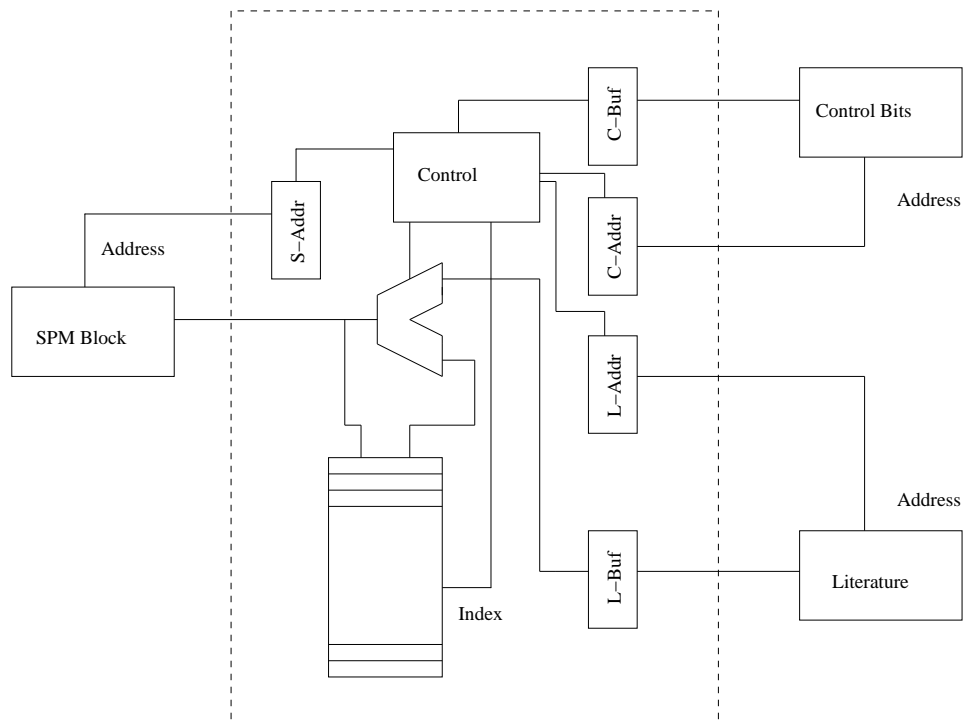 C−Buf
Control Bits
Control
Address
S−Addr
C−Addr
Address
SPM Block
L−Addr
Address
L−Buf
Literature
Index